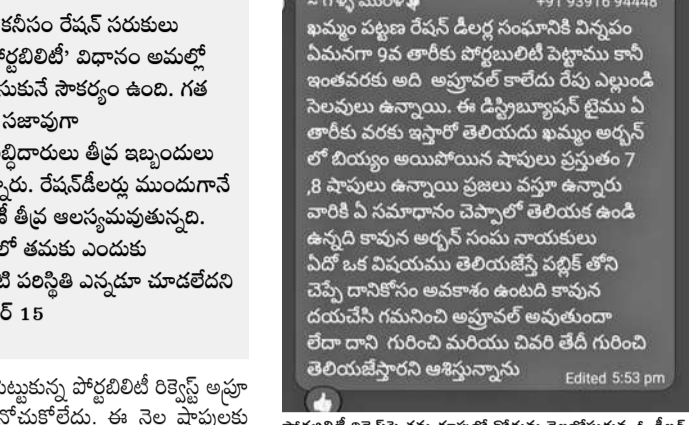 కనీసం రేషన్ సరుకులు
ర్టబిలిటీ' విధానం అమల్లో
సుకునే సౌకర్యం ఉంది. గత
సజావుగా
బ్ధిదారులు తీవ్ర ఇబ్బందులు
నారు. రేషన్‌డీలర్లు ముందుగానే
ణీ తీవ్ర ఆలస్యమవుతున్నది.
లో తమకు ఎందుకు
టి పరిస్థితి ఎన్నడూ చూడలేదని
ర్ 15
పెట్టుకున్న పోర్టబిలిటీ రిక్వెస్ట్ అప్రూ
నోచుకోలేదు. ఈ నెల షాపులకు
+91 93916 94448
ఖమ్మం పట్టణ రేషన్ డీలర్ల సంఘానికి విన్నపం
ఏమనగా 9వ తారీకు పోర్టబులిటీ పెట్టాము కానీ
ఇంతవరకు అది అప్రూవల్ కాలేదు రేపు ఎల్లుండి
సెలవులు ఉన్నాయి. ఈ డిస్ట్రిబ్యూషన్ టైము ఏ
తారీకు వరకు ఇస్తారో తెలియదు ఖమ్మం అర్బన్
లో బియ్యం అయిపోయిన షాపులు ప్రస్తుతం 7
,8 షాపులు ఉన్నాయి ప్రజలు వస్తూ ఉన్నారు
వారికి ఏ సమాధానం చెప్పాలో తెలియక ఉండి
ఉన్నది కావున అర్బన్ సంఘ నాయకులు
ఏదో ఒక విషయము తెలియజేస్తే పబ్లిక్ తోని
చెప్పే దానికోసం అవకాశం ఉంటది కావున
దయచేసి గమనించి అప్రూవల్ అవుతుందా
లేదా దాని గురించి మరియు చివరి తేదీ గురించి
తెలియజేస్తారని ఆశిస్తున్నాను
Edited 5:53 pm